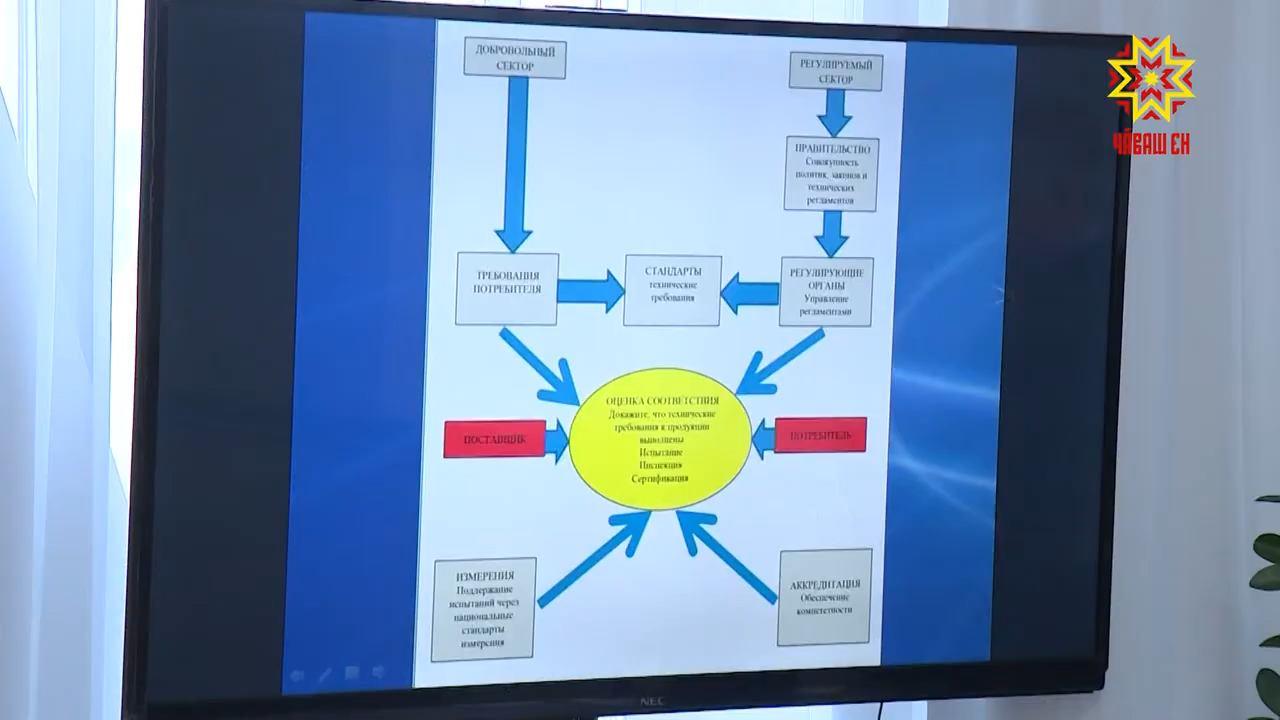 ДОБРОВОЛЬНЫЙ
СЕКТОР
РЕГУЛИРУЕМЫЙ
СЕКТОР
ПРАВИТЕЛЬСТВО
Совокупность
политик, законов и
технических
регламентов
ТРЕБОВАНИЯ
ПОТРЕБИТЕЛЯ
СТАНДАРТЫ
технические
требования
РЕГУЛИРУЮЩИЕ
ОРГАНЫ
Управление
регламентами
ОЦЕНКА СООТВЕТСТВИЯ
Докажите, что технические
требования к продукции
выполнены
Испытание
Инспекция
Сертификация
ПОСТАВЩИК
ПОТРЕБИТЕЛЬ
ИЗМЕРЕНИЯ
Поддержание
испытаний через
национальные
стандарты
измерения
АККРЕДИТАЦИЯ
Обеспечение
компетентности
NEC
ЧӐВАШ ЕН